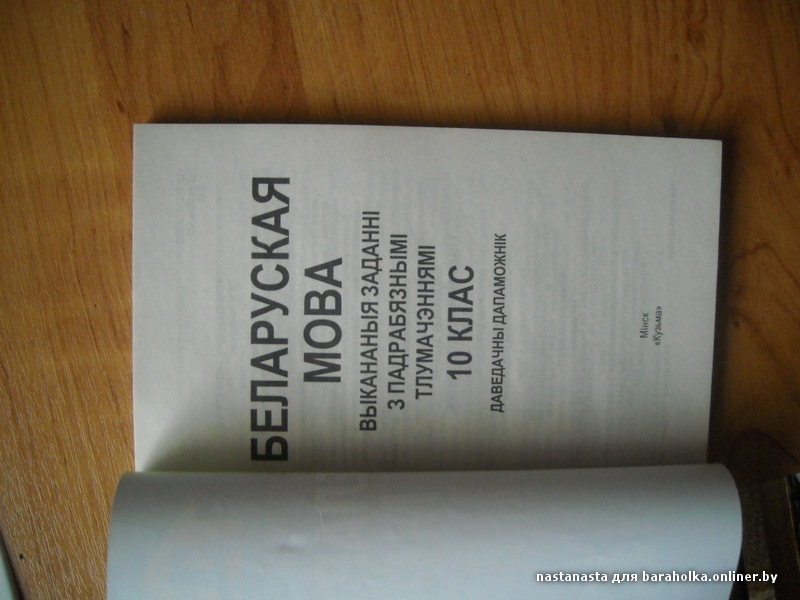 БЕЛАРУСКАЯ
МОВА
ВЫКАНАНЫЯ ЗАДАННІ
З ПАДРАБЯЗНЫМІ
ТЛУМАЧЭННЯМІ
10 КЛАС
ДАВЕДАЧНЫ ДАПАМОЖНІК
Мінск
«Кузьма»
nastanasta для baraholka.onliner.by